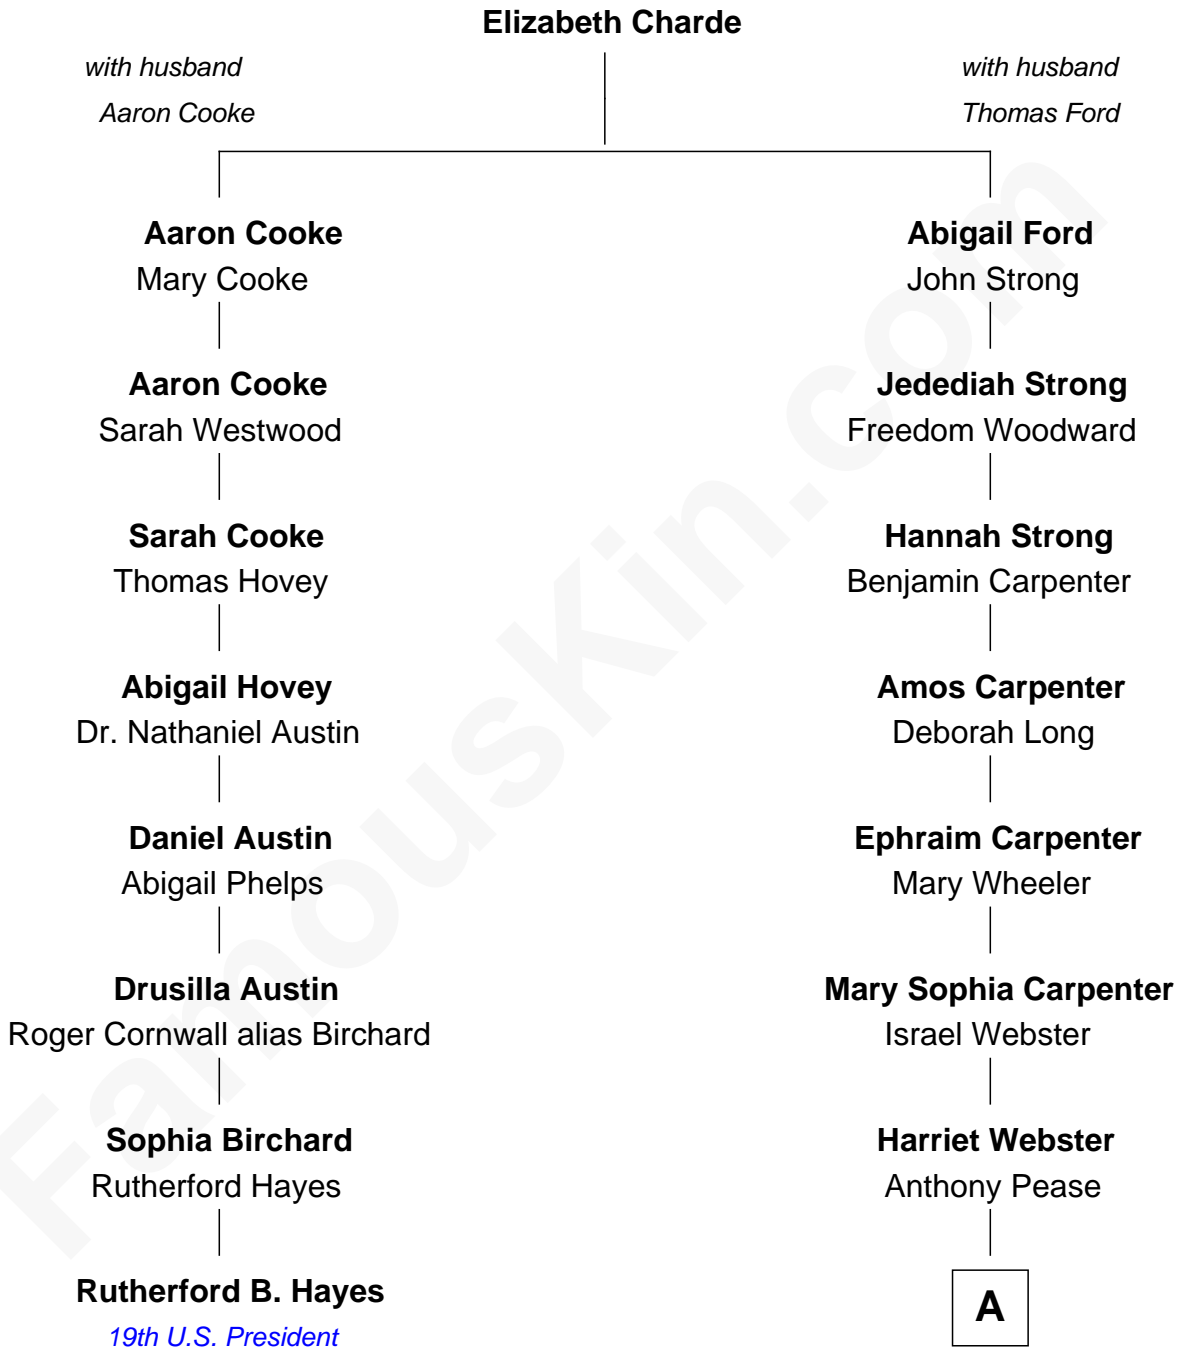 Elizabeth Charde
with husband
Aaron Cooke
with husband
Thomas Ford
Aaron Cooke
Mary Cooke
Abigail Ford
John Strong
Aaron Cooke
Sarah Westwood
Jedediah Strong
Freedom Woodward
Sarah Cooke
Thomas Hovey
Hannah Strong
Benjamin Carpenter
Abigail Hovey
Dr. Nathaniel Austin
Amos Carpenter
Deborah Long
Daniel Austin
Abigail Phelps
Ephraim Carpenter
Mary Wheeler
Drusilla Austin
Roger Cornwall alias Birchard
Mary Sophia Carpenter
Israel Webster
Sophia Birchard
Rutherford Hayes
Harriet Webster
Anthony Pease
Rutherford B. Hayes
19th U.S. President
A
FamousKin.com